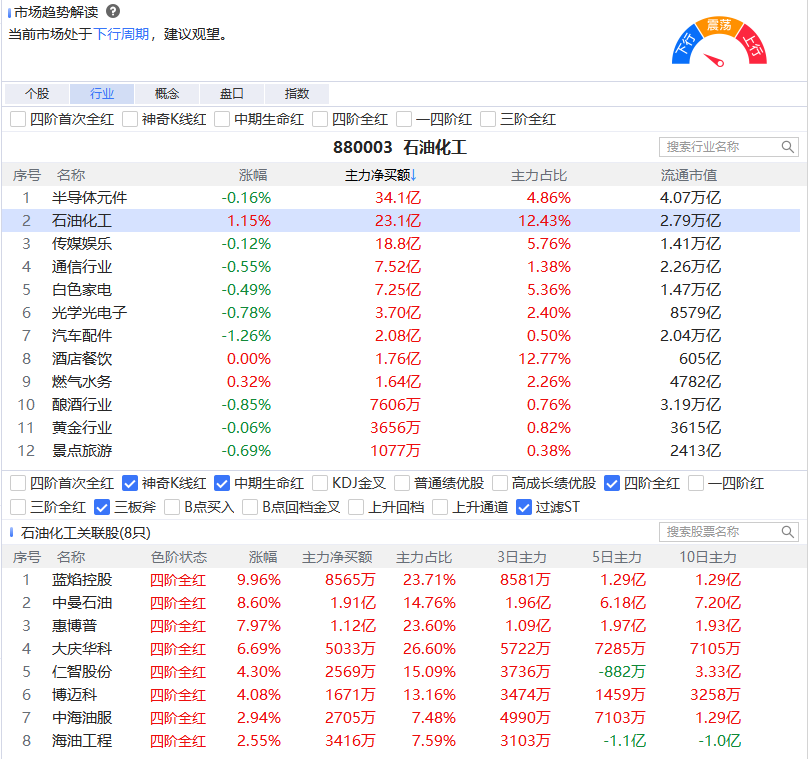 市场趋势解读 ?
当前市场处于下行周期，建议观望。
下行 震荡 上行
个股 行业 概念 盘口 指数
四阶首次全红 神奇K线红 中期生命红 四阶全红 一四阶红 三阶全红
880003 石油化工 搜索行业名称
序号 名称 涨幅 主力净买额↓ 主力占比 流通市值
1 半导体元件 -0.16% 34.1亿 4.86% 4.07万亿
2 石油化工 1.15% 23.1亿 12.43% 2.79万亿
3 传媒娱乐 -0.12% 18.8亿 5.76% 1.41万亿
4 通信行业 -0.55% 7.52亿 1.38% 2.26万亿
5 白色家电 -0.49% 7.25亿 5.36% 1.47万亿
6 光学光电子 -0.78% 3.70亿 2.40% 8579亿
7 汽车配件 -1.26% 2.08亿 0.50% 2.04万亿
8 酒店餐饮 0.00% 1.76亿 12.77% 605亿
9 燃气水务 0.32% 1.64亿 2.26% 4782亿
10 酿酒行业 -0.85% 7606万 0.76% 3.19万亿
11 黄金行业 -0.06% 3656万 0.82% 3615亿
12 景点旅游 -0.69% 1077万 0.38% 2413亿
四阶首次全红 神奇K线红 中期生命红 KDJ金叉 普通绩优股 高成长绩优股 四阶全红 一四阶红
三阶全红 三板斧 B点买入 B点回档金叉 上升回档 上升通道 过滤ST
石油化工关联股(8只) 搜索股票名称
序号 名称 色阶状态 涨幅 主力净买额 主力占比 3日主力 5日主力 10日主力
1 蓝焰控股 四阶全红 9.96% 8565万 23.71% 8581万 1.29亿 1.29亿
2 中曼石油 四阶全红 8.60% 1.91亿 14.76% 1.96亿 6.18亿 7.20亿
3 惠博普 四阶全红 7.97% 1.12亿 23.60% 1.09亿 1.97亿 1.93亿
4 大庆华科 四阶全红 6.69% 5033万 26.60% 5722万 7285万 7105万
5 仁智股份 四阶全红 4.30% 2569万 15.09% 3736万 -882万 3.33亿
6 博迈科 四阶全红 4.08% 1671万 13.16% 3474万 1459万 3258万
7 中海油服 四阶全红 2.94% 2705万 7.48% 4990万 7103万 1.29亿
8 海油工程 四阶全红 2.55% 3416万 7.59% 3103万 -1.1亿 -1.0亿